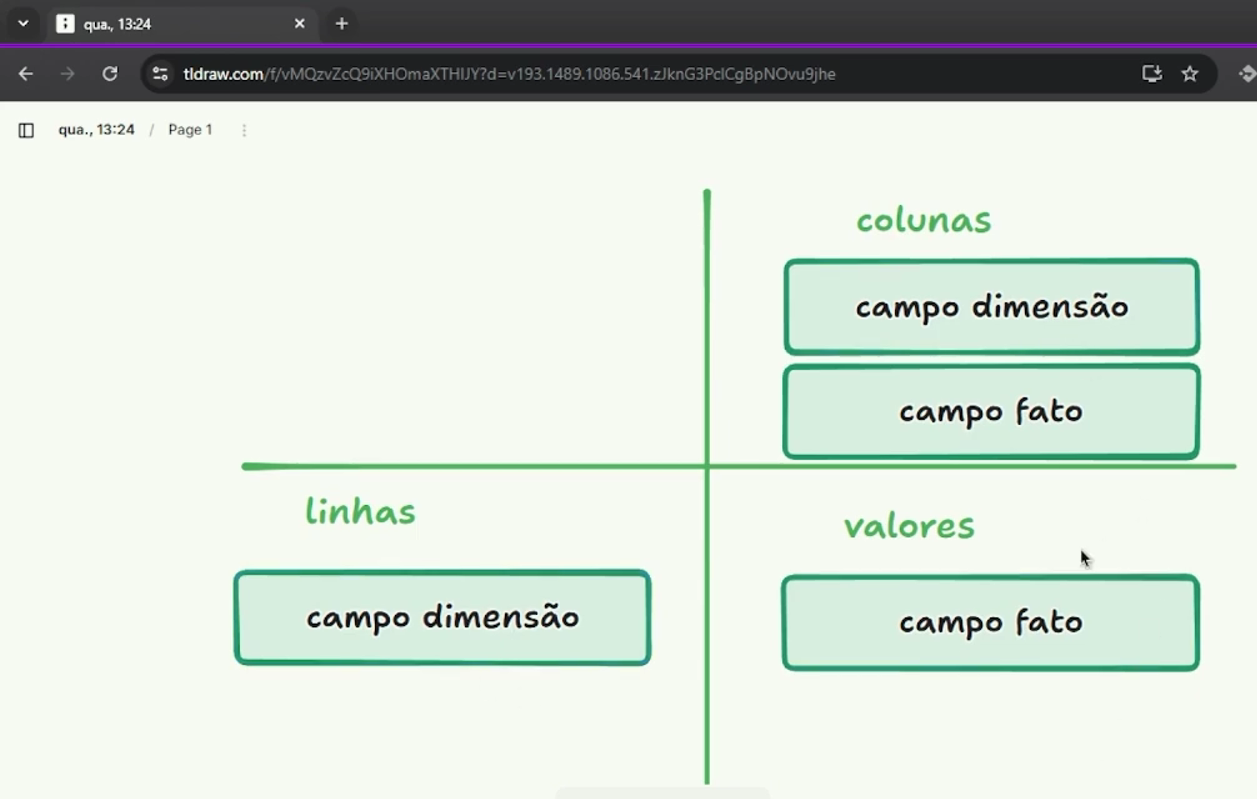 qua., 13:24
tldraw.com/f/vMQzvZcQ9iXHOmaXTHIJY?d=v193.1489.1086.541.zJknG3PclCgBpNOvu9jhe
qua., 13:24 / Page 1
colunas
campo dimensão
campo fato
linhas
valores
campo dimensão
campo fato